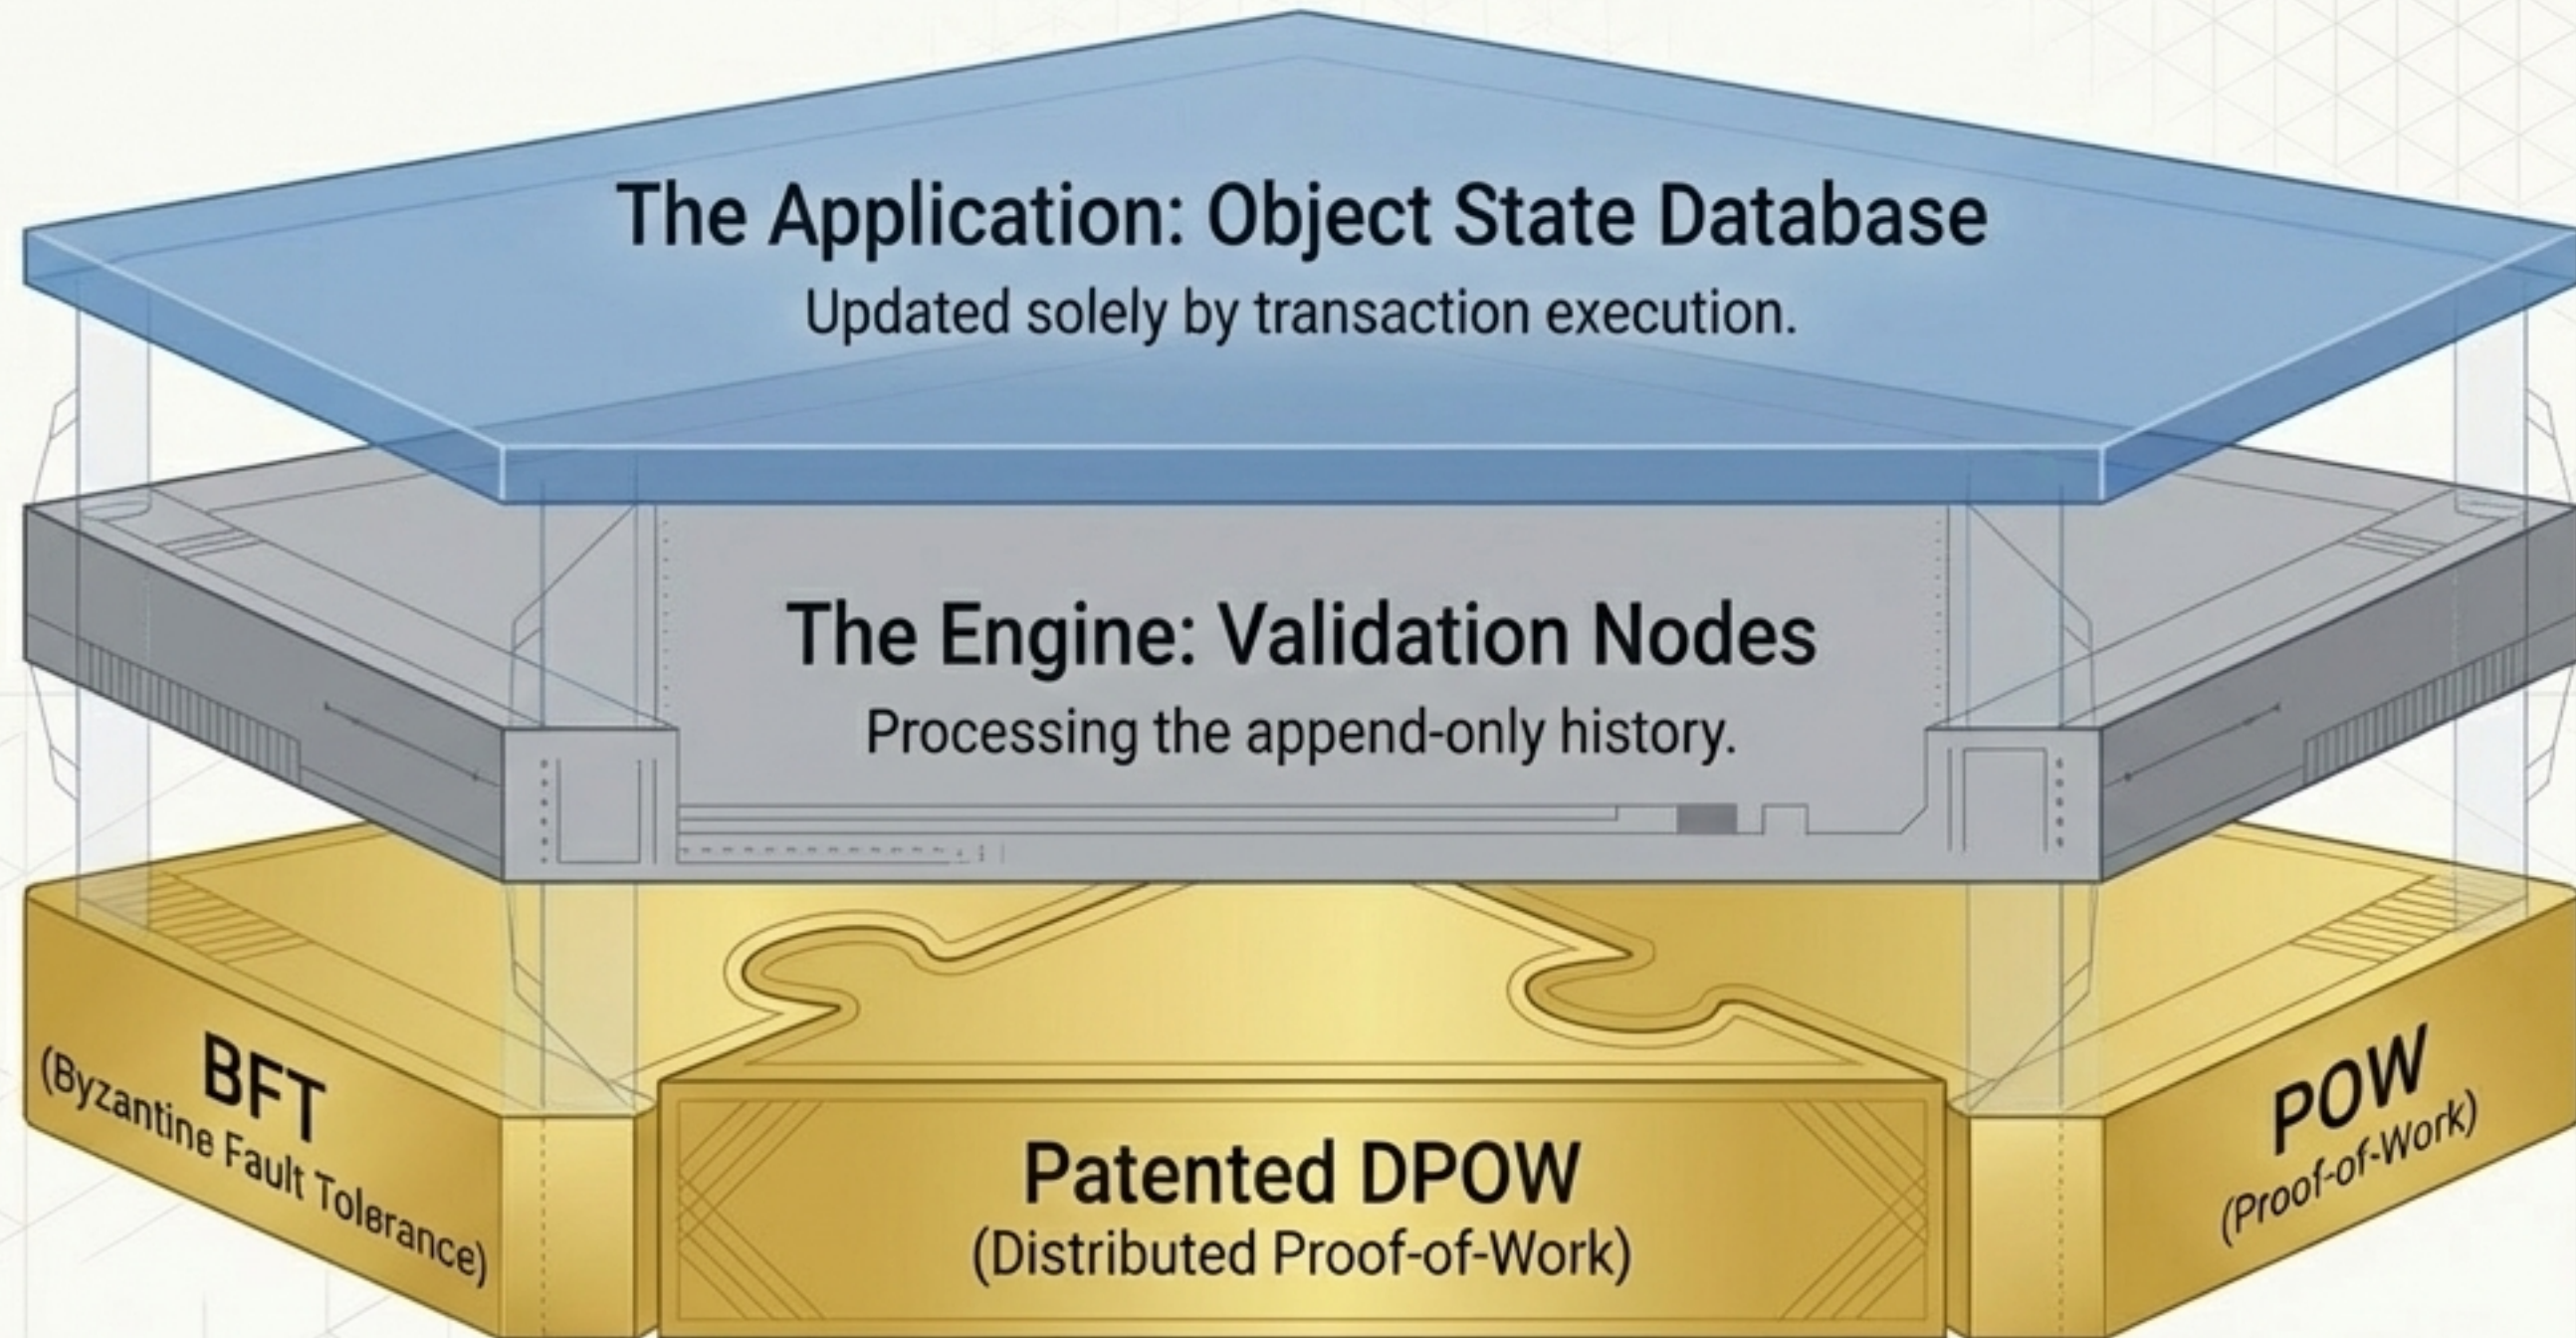 The Application: Object State Database
Updated solely by transaction execution.
The Engine: Validation Nodes
Processing the append-only history.
BFT
(Byzantine Fault Tolerance)
Patented DPOW
(Distributed Proof-of-Work)
POW
(Proof-of-Work)